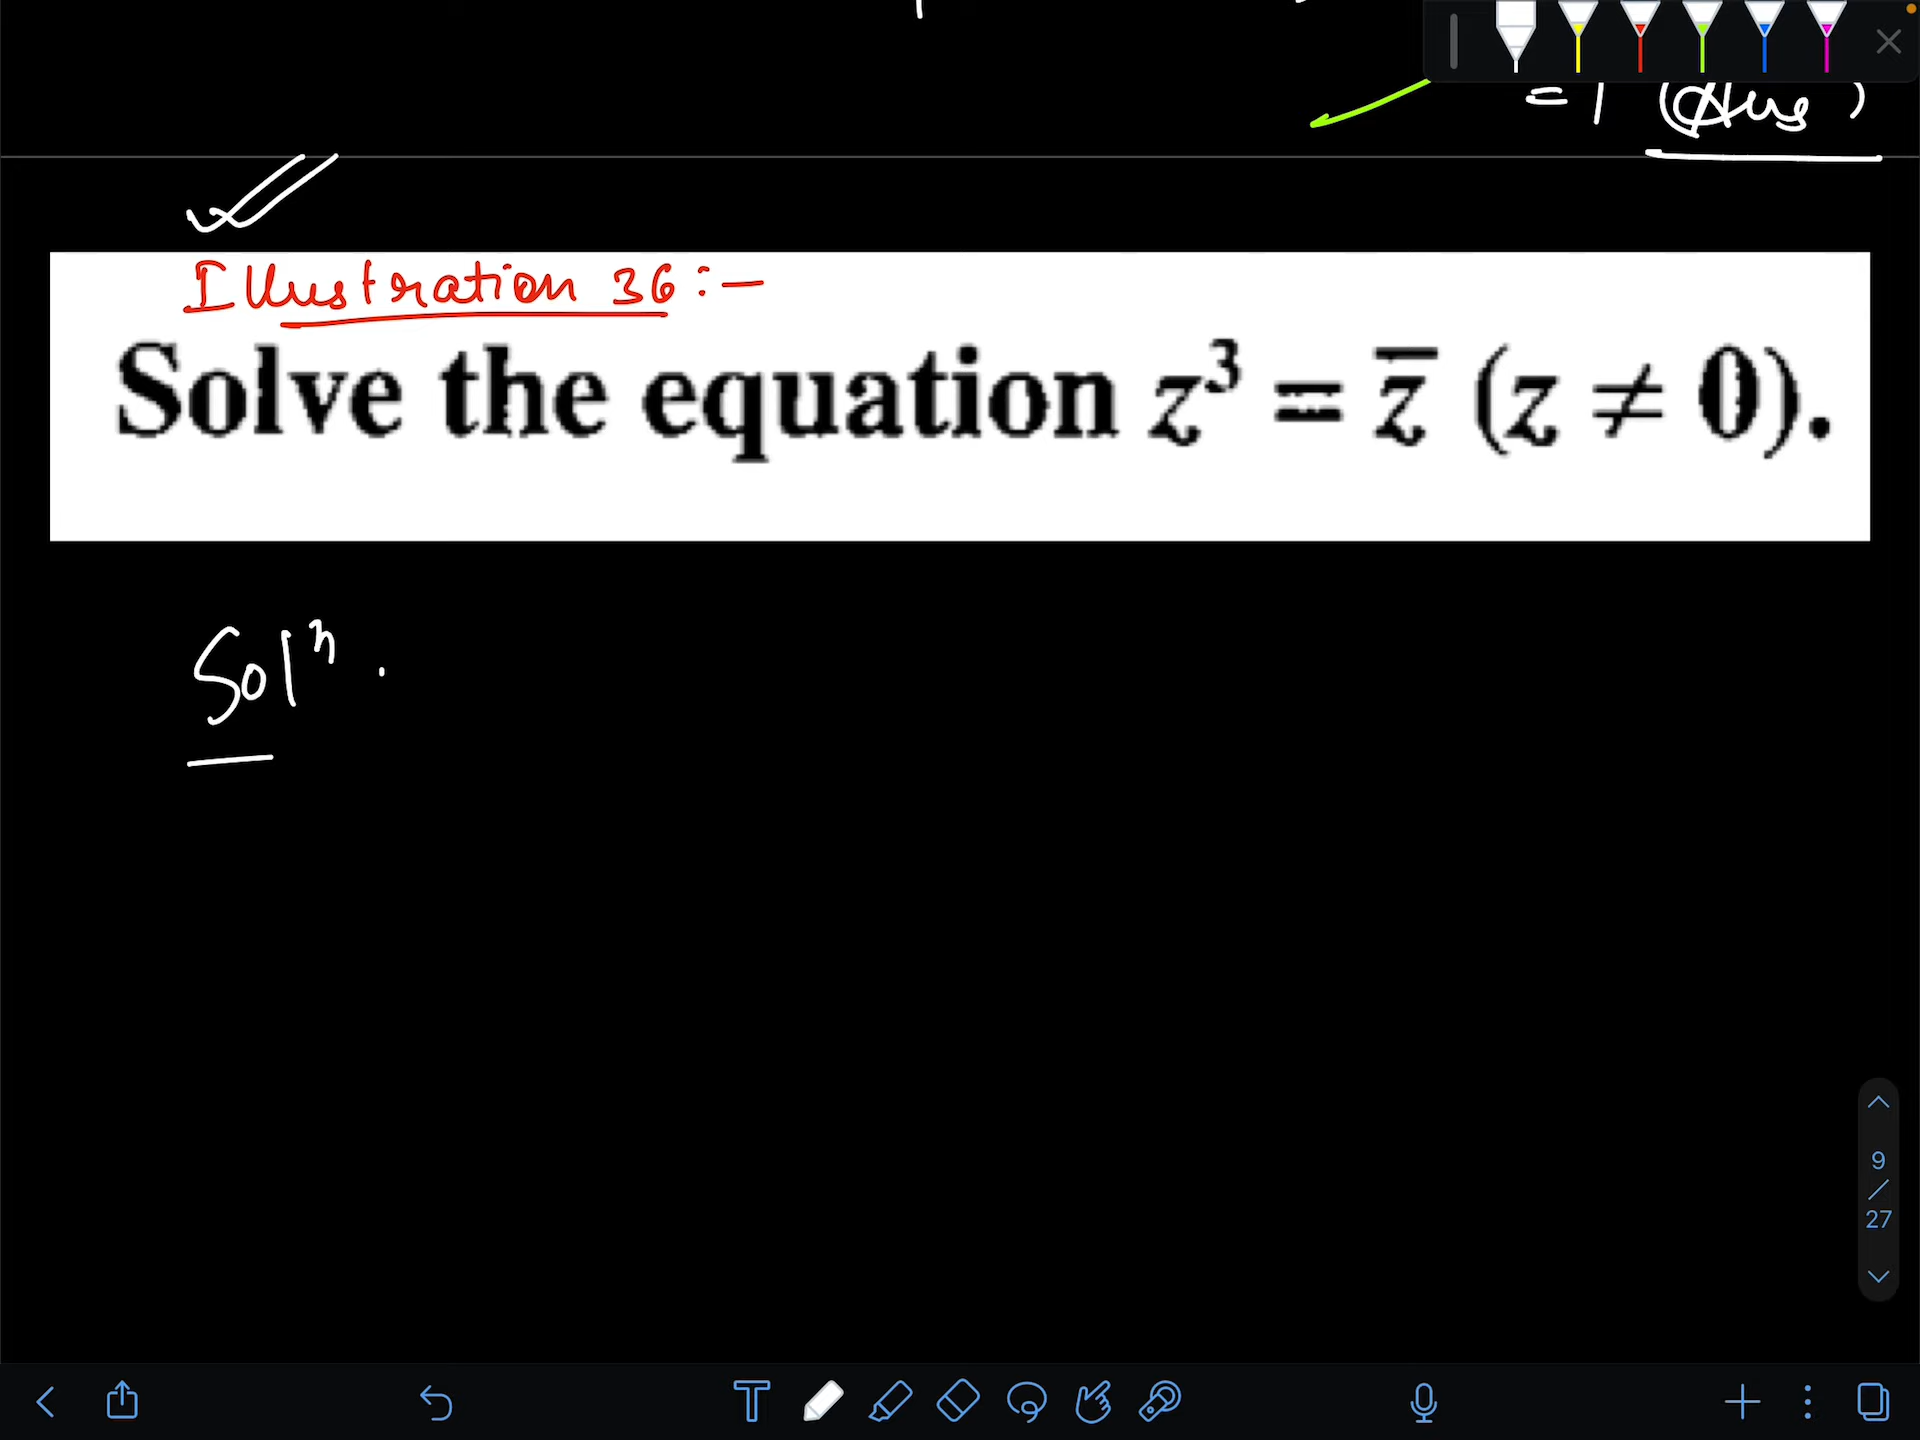 = 1 (Ans)
Illustration 36 :-
Solve the equation z³ = z̅ (z ≠ 0).
Solⁿ.
9
/
27